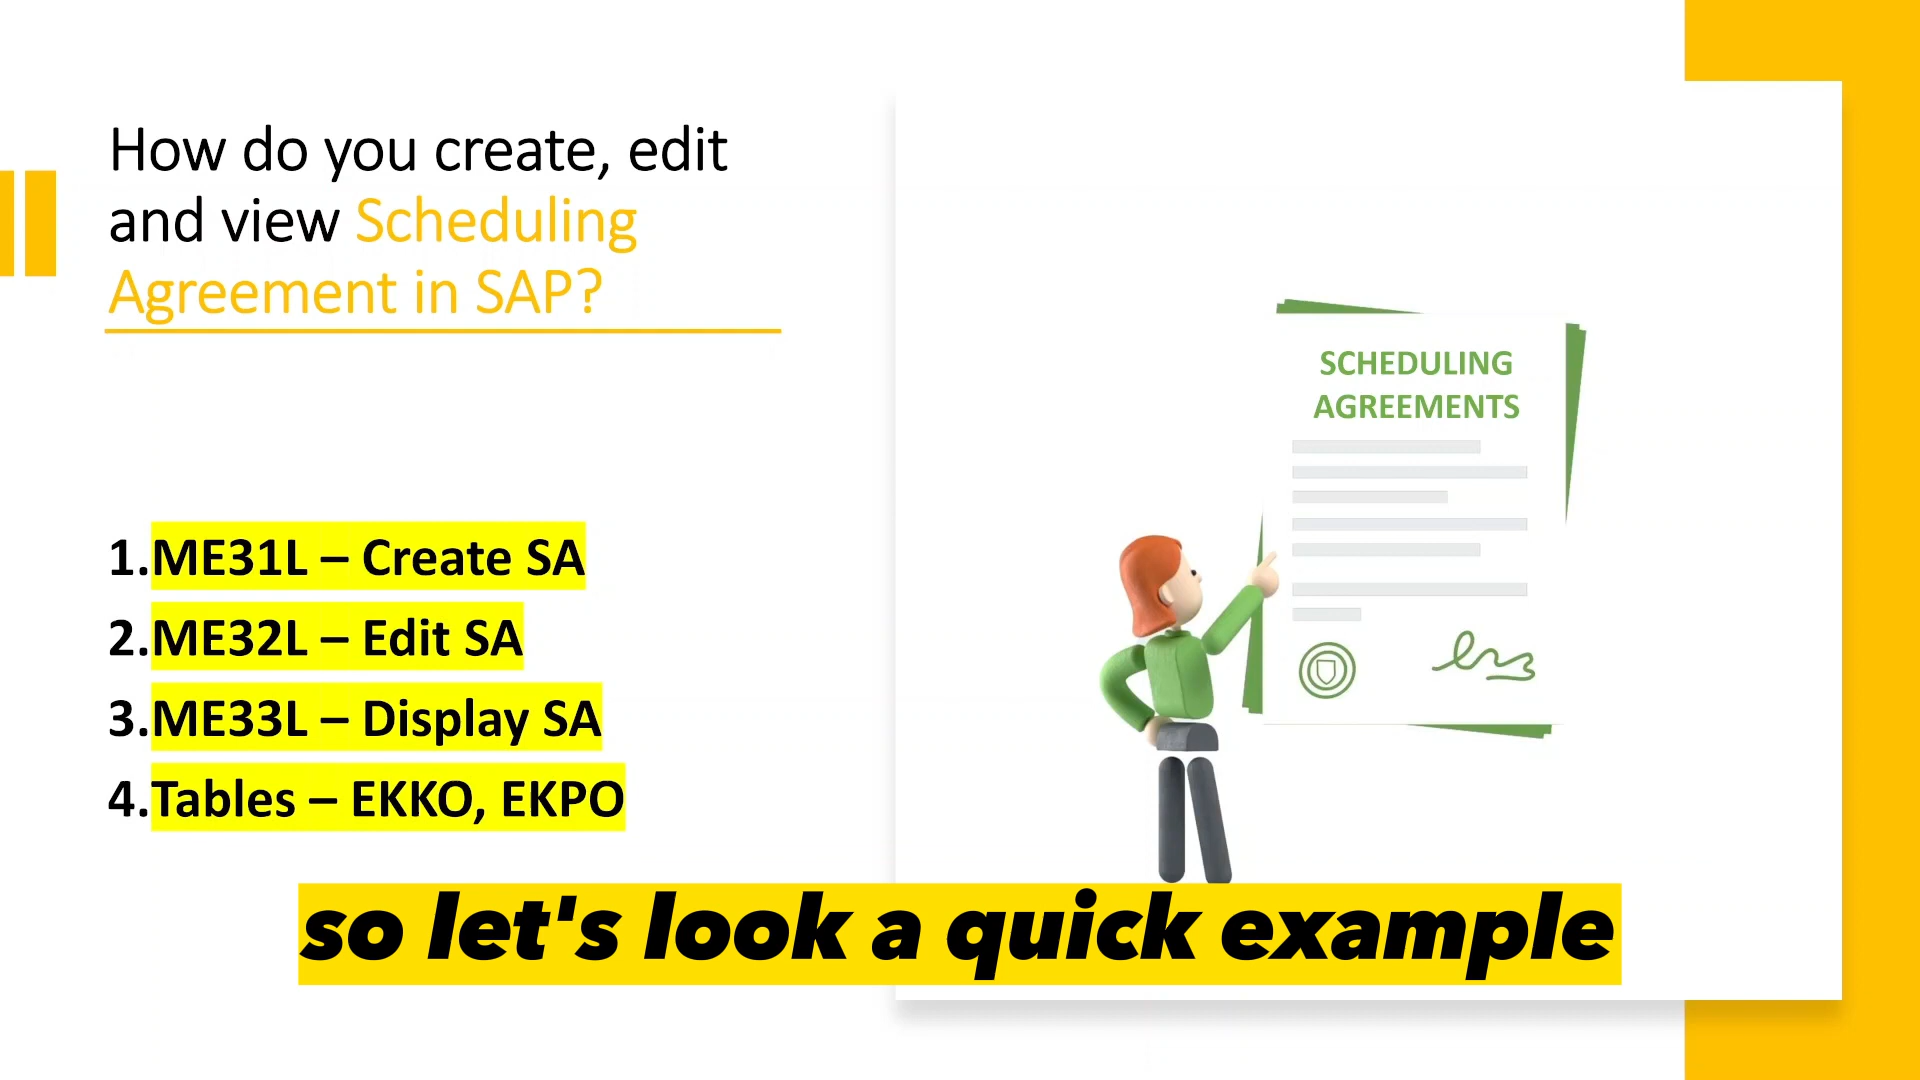 How do you create, edit
and view Scheduling
Agreement in SAP?
SCHEDULING
AGREEMENTS
1.ME31L – Create SA
2.ME32L – Edit SA
3.ME33L – Display SA
4.Tables – EKKO, EKPO
so let's look a quick example